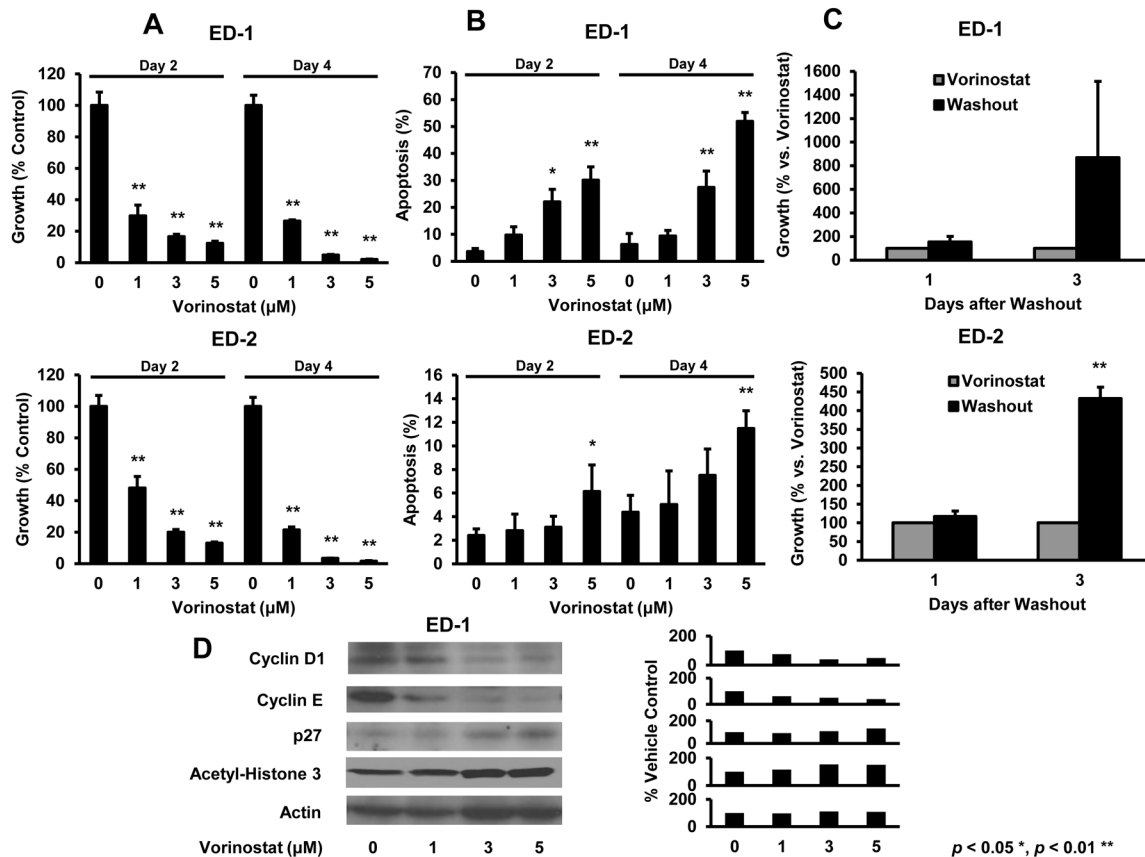 A
ED-1
Day 2 Day 4
Growth (% Control)
120
100
80
60
40
20
0
** ** ** ** ** **
0 1 3 5 0 1 3 5
Vorinostat (µM)
ED-2
Day 2 Day 4
Growth (% Control)
120
100
80
60
40
20
0
** ** ** ** ** **
0 1 3 5 0 1 3 5
Vorinostat (µM)
B
ED-1
Day 2 Day 4
Apoptosis (%)
70
60
50
40
30
20
10
0
* ** ** **
0 1 3 5 0 1 3 5
Vorinostat (µM)
ED-2
Day 2 Day 4
Apoptosis (%)
16
14
12
10
8
6
4
2
0
* **
0 1 3 5 0 1 3 5
Vorinostat (µM)
C
ED-1
Growth (% vs. Vorinostat)
1600
1400
1200
1000
800
600
400
200
0
Vorinostat
Washout
1 3
Days after Washout
ED-2
Growth (% vs. Vorinostat)
500
450
400
350
300
250
200
150
100
50
0
Vorinostat
Washout
**
1 3
Days after Washout
D
ED-1
Cyclin D1
Cyclin E
p27
Acetyl-Histone 3
Actin
Vorinostat (µM) 0 1 3 5
% Vehicle Control
200
0
200
0
200
0
200
0
200
0
0 1 3 5
p < 0.05 *, p < 0.01 **